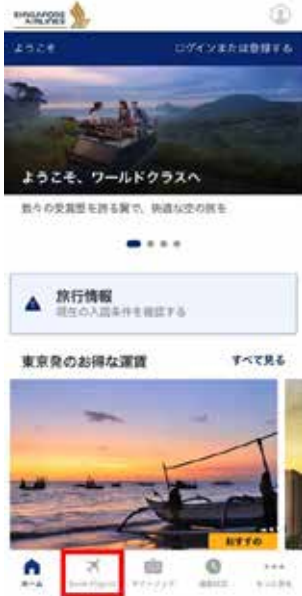 SINGAPORE
AIRLINES
ようこそ
ログインまたは登録する
ようこそ、ワールドクラスへ
数々の受賞歴を誇る翼で、快適な空の旅を
旅行情報
現在の入国条件を確認する
東京発のお得な運賃
すべて見る
おすすめ
ホーム
Book Flights